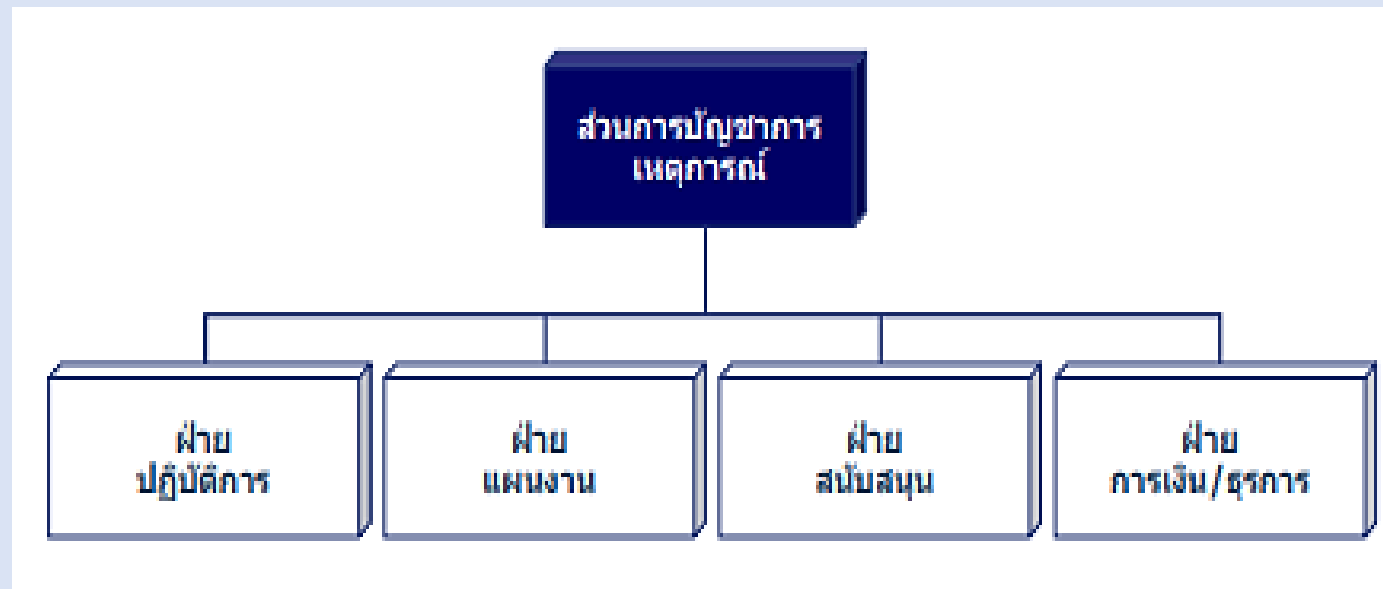 ส่วนการบัญชาการ
เหตุการณ์
ฝ่าย
ปฏิบัติการ
ฝ่าย
แผนงาน
ฝ่าย
สนับสนุน
ฝ่าย
การเงิน/ธุรการ